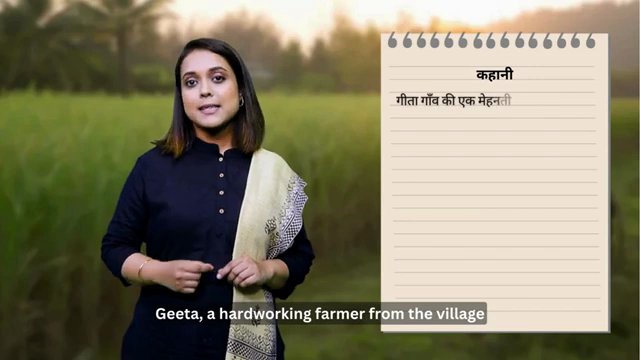 कहानी
गीता गाँव की एक मेहनती
Geeta, a hardworking farmer from the village